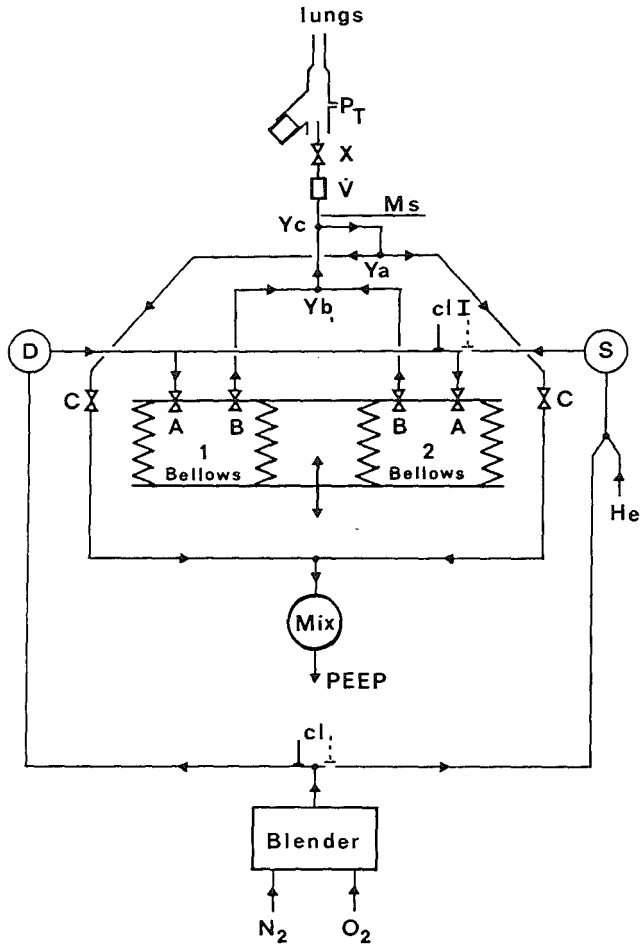 lungs
P_T
X
V̇
Ms
Yc
Ya
Yb
cl I
D
S
C
C
A
B
B
A
1
Bellows
2
Bellows
He
Mix
PEEP
cl
Blender
N₂
O₂